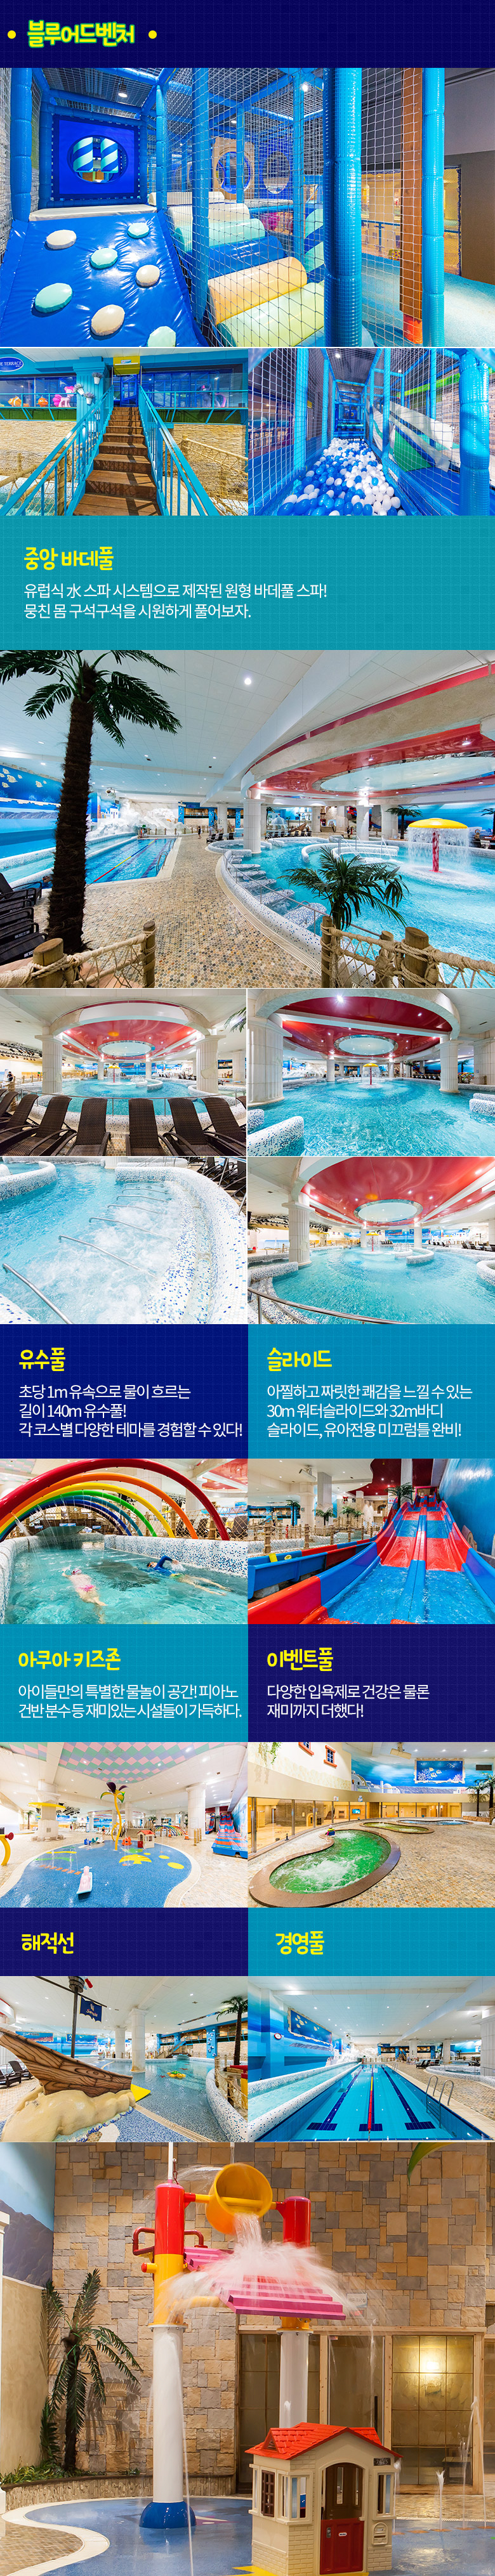 블루어드벤처
중앙 바데풀
유럽식 水 스파 시스템으로 제작된 원형 바데풀 스파!
뭉친 몸 구석구석을 시원하게 풀어보자.
유수풀
초당 1m 유속으로 물이 흐르는
길이 140m 유수풀!
각 코스별 다양한 테마를 경험할 수 있다!
슬라이드
아찔하고 짜릿한 쾌감을 느낄 수 있는
30m 워터슬라이드와 32m바디
슬라이드, 유아전용 미끄럼틀 완비!
아쿠아 키즈존
아이들만의 특별한 물놀이 공간! 피아노
건반 분수 등 재미있는 시설들이 가득하다.
이벤트풀
다양한 입욕제로 건강은 물론
재미까지 더했다!
해적선
경영풀